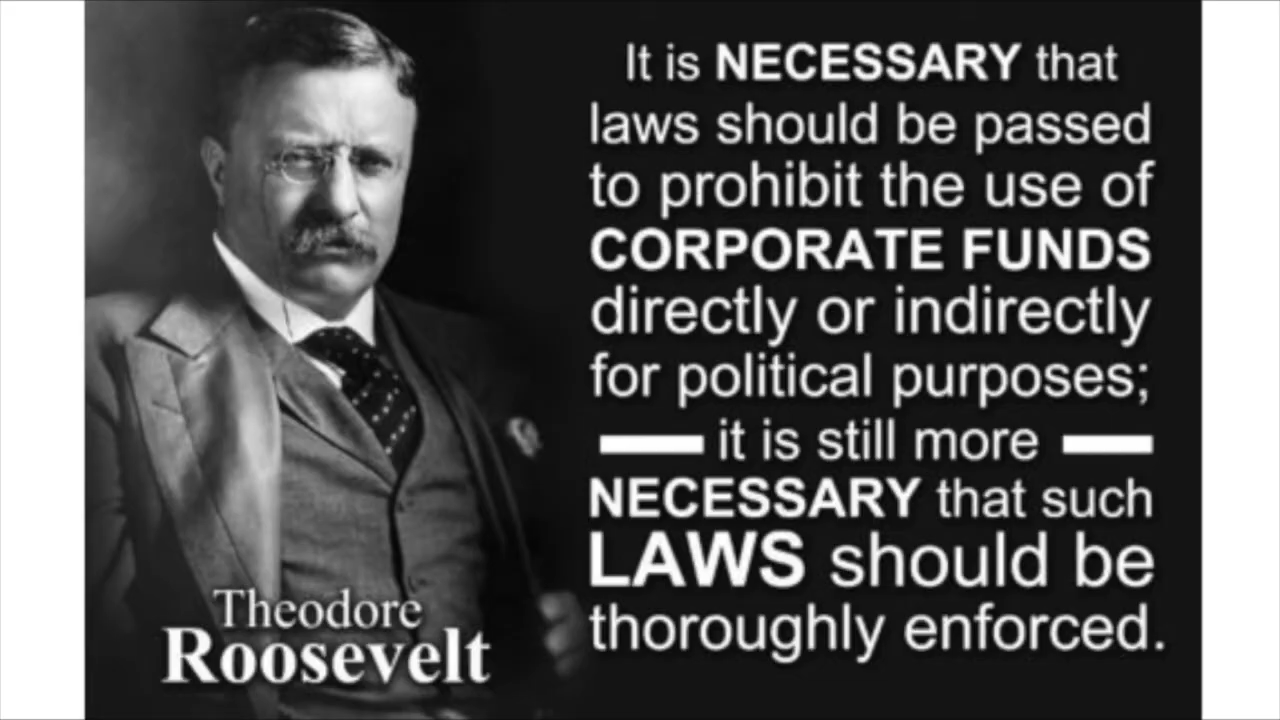 It is NECESSARY that
laws should be passed
to prohibit the use of
CORPORATE FUNDS
directly or indirectly
for political purposes;
it is still more
NECESSARY that such
LAWS should be
thoroughly enforced.
Theodore
Roosevelt